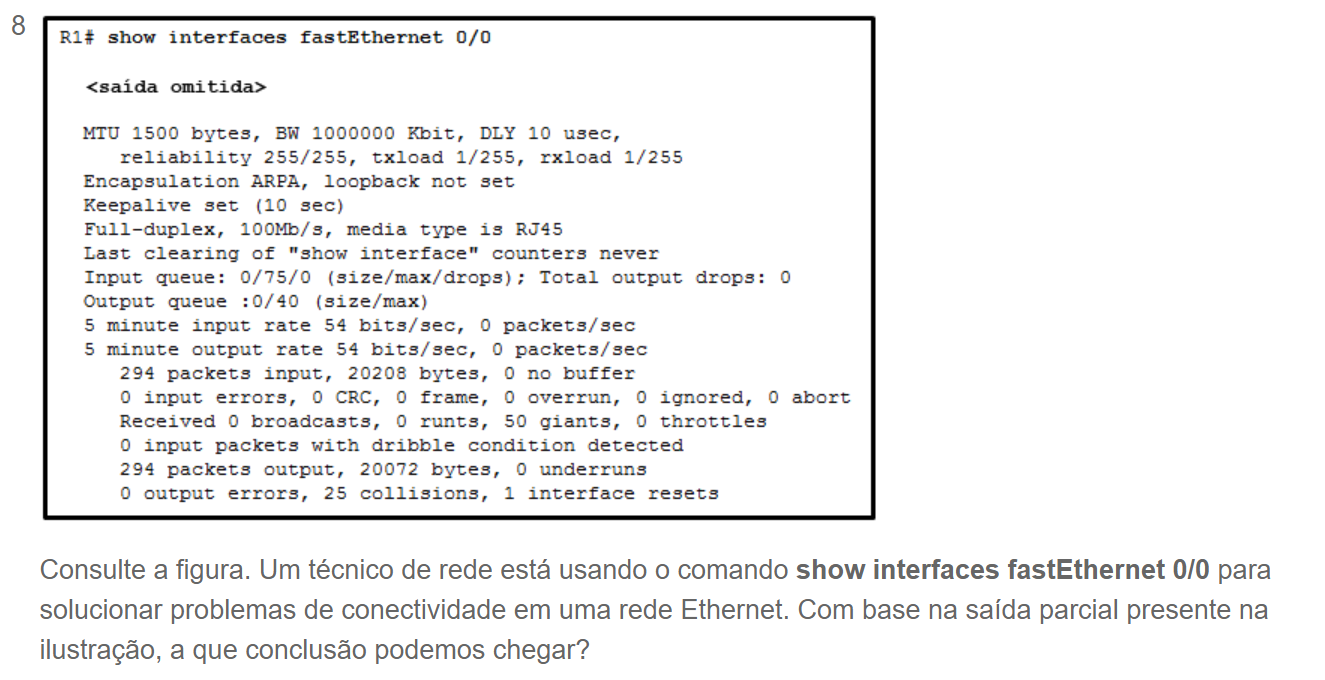 8
R1# show interfaces fastEthernet 0/0
<saída omitida>
MTU 1500 bytes, BW 1000000 Kbit, DLY 10 usec,
reliability 255/255, txload 1/255, rxload 1/255
Encapsulation ARPA, loopback not set
Keepalive set (10 sec)
Full-duplex, 100Mb/s, media type is RJ45
Last clearing of "show interface" counters never
Input queue: 0/75/0 (size/max/drops); Total output drops: 0
Output queue :0/40 (size/max)
5 minute input rate 54 bits/sec, 0 packets/sec
5 minute output rate 54 bits/sec, 0 packets/sec
294 packets input, 20208 bytes, 0 no buffer
0 input errors, 0 CRC, 0 frame, 0 overrun, 0 ignored, 0 abort
Received 0 broadcasts, 0 runts, 50 giants, 0 throttles
0 input packets with dribble condition detected
294 packets output, 20072 bytes, 0 underruns
0 output errors, 25 collisions, 1 interface resets
Consulte a figura. Um técnico de rede está usando o comando show interfaces fastEthernet 0/0 para
solucionar problemas de conectividade em uma rede Ethernet. Com base na saída parcial presente na
ilustração, a que conclusão podemos chegar?